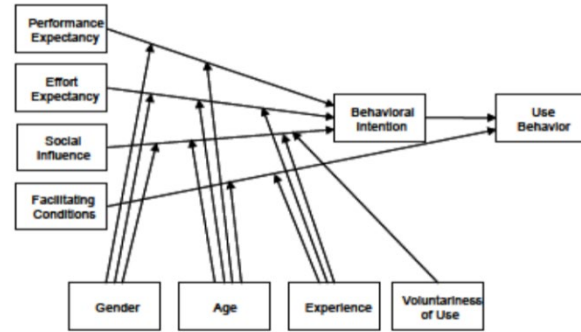 Performance
Expectancy
Effort
Expectancy
Social
Influence
Facilitating
Conditions
Behavioral
Intention
Use
Behavior
Gender
Age
Experience
Voluntariness
of Use